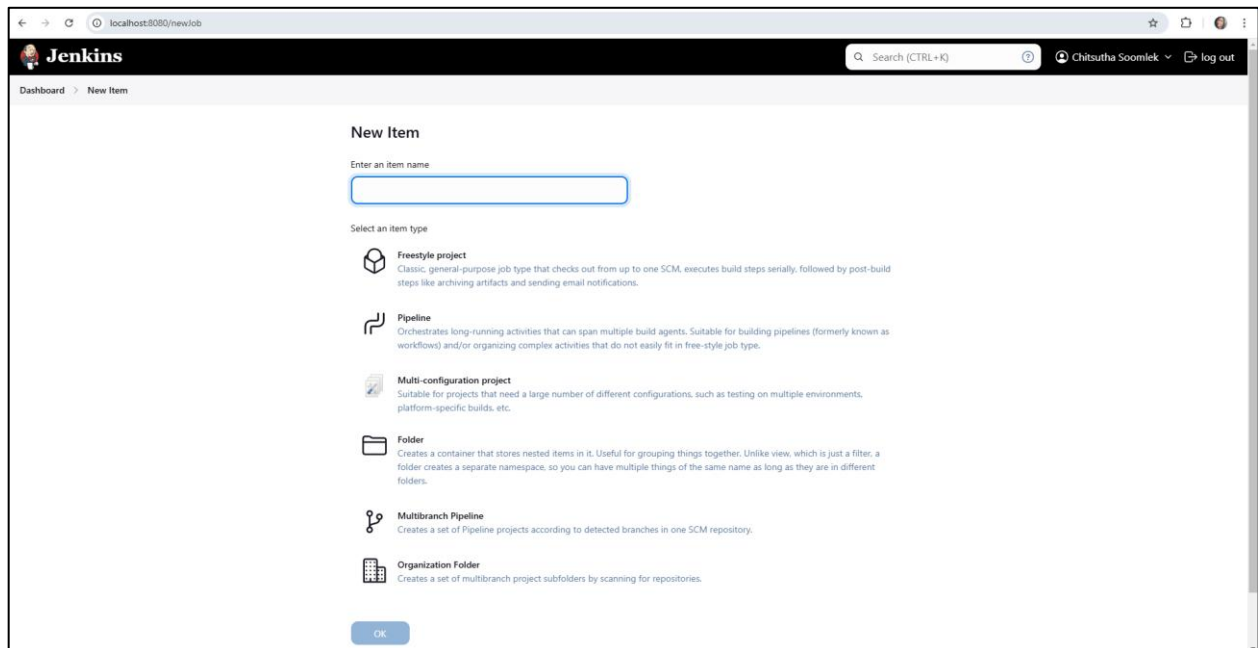 localhost:8080/newJob
Jenkins
Search (CTRL+K)
Chitsutha Soomlek
log out
Dashboard > New Item
New Item
Enter an item name
Select an item type
Freestyle project
Classic, general-purpose job type that checks out from up to one SCM, executes build steps serially, followed by post-build
steps like archiving artifacts and sending email notifications.
Pipeline
Orchestrates long-running activities that can span multiple build agents. Suitable for building pipelines (formerly known as
workflows) and/or organizing complex activities that do not easily fit in free-style job type.
Multi-configuration project
Suitable for projects that need a large number of different configurations, such as testing on multiple environments,
platform-specific builds, etc.
Folder
Creates a container that stores nested items in it. Useful for grouping things together. Unlike view, which is just a filter, a
folder creates a separate namespace, so you can have multiple things of the same name as long as they are in different
folders.
Multibranch Pipeline
Creates a set of Pipeline projects according to detected branches in one SCM repository.
Organization Folder
Creates a set of multibranch project subfolders by scanning for repositories.
OK